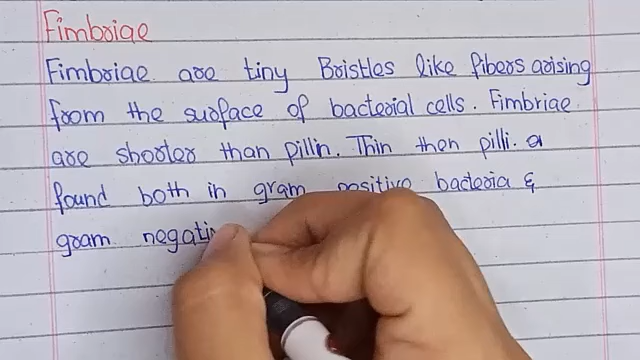 Fimbriae
Fimbriae are tiny Bristles like fibers arising
from the surface of bacterial cells. Fimbriae
are shorter than pillin. Thin then pilli. a
found both in gram positive bacteria &
gram negati